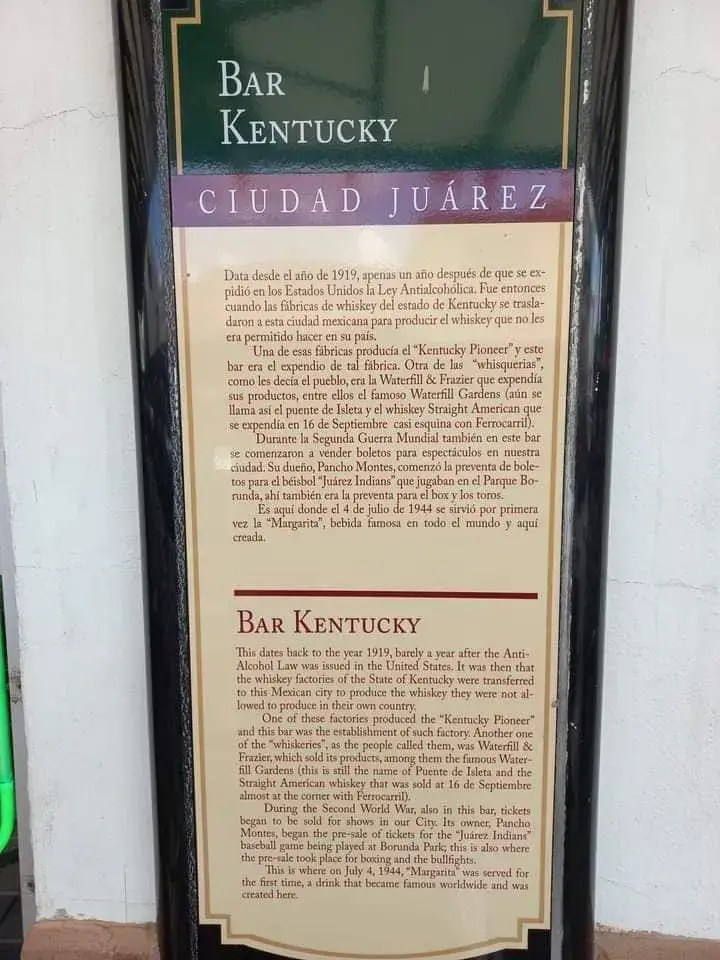 BAR
KENTUCKY
CIUDAD JUÁREZ
Data desde el año de 1919, apenas un año después de que se ex-
pidió en los Estados Unidos la Ley Antialcohólica. Fue entonces
cuando las fábricas de whiskey del estado de Kentucky se trasla-
daron a esta ciudad mexicana para producir el whiskey que no les
era permitido hacer en su país.
Una de esas fábricas producía el “Kentucky Pioneer” y este
bar era el expendio de tal fábrica. Otra de las “whisquerias”,
como les decía el pueblo, era la Waterfill & Frazier que expendía
sus productos, entre ellos el famoso Waterfill Gardens (aún se
llama así el puente de Isleta y el whiskey Straight American que
se expendía en 16 de Septiembre casi esquina con Ferrocarril).
Durante la Segunda Guerra Mundial también en este bar
se comenzaron a vender boletos para espectáculos en nuestra
ciudad. Su dueño, Pancho Montes, comenzó la preventa de bole-
tos para el béisbol “Juárez Indians” que jugaban en el Parque Bo-
runda, ahí también era la preventa para el box y los toros.
Es aquí donde el 4 de julio de 1944 se sirvió por primera
vez la “Margarita”, bebida famosa en todo el mundo y aquí
creada.
BAR KENTUCKY
This dates back to the year 1919, barely a year after the Anti-
Alcohol Law was issued in the United States. It was then that
the whiskey factories of the State of Kentucky were transferred
to this Mexican city to produce the whiskey they were not al-
lowed to produce in their own country.
One of these factories produced the “Kentucky Pioneer”
and this bar was the establishment of such factory. Another one
of the “whiskeries”, as the people called them, was Waterfill &
Frazier, which sold its products, among them the famous Water-
fill Gardens (this is still the name of Puente de Isleta and the
Straight American whiskey that was sold at 16 de Septiembre
almost at the corner with Ferrocarril).
During the Second World War, also in this bar, tickets
began to be sold for shows in our City. Its owner, Pancho
Montes, began the pre-sale of tickets for the “Juárez Indians”
baseball game being played at Borunda Park; this is also where
the pre-sale took place for boxing and the bullfights.
This is where on July 4, 1944, “Margarita” was served for
the first time, a drink that became famous worldwide and was
created here.